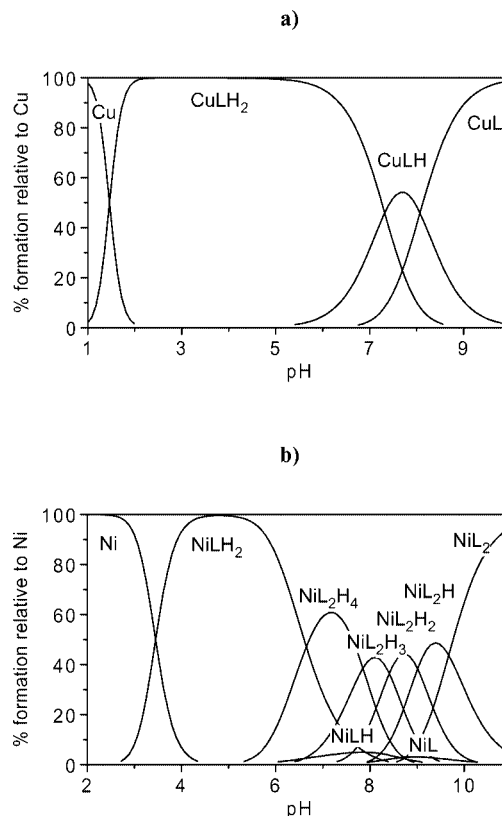 a)
% formation relative to Cu
100
80
60
40
20
0
Cu
CuLH2
CuLH
CuL
1
3
5
7
9
pH
b)
% formation relative to Ni
100
80
60
40
20
0
Ni
NiLH2
NiL2H4
NiL2H3
NiL2H2
NiL2H
NiL2
NiLH
NiL
2
4
6
8
10
pH